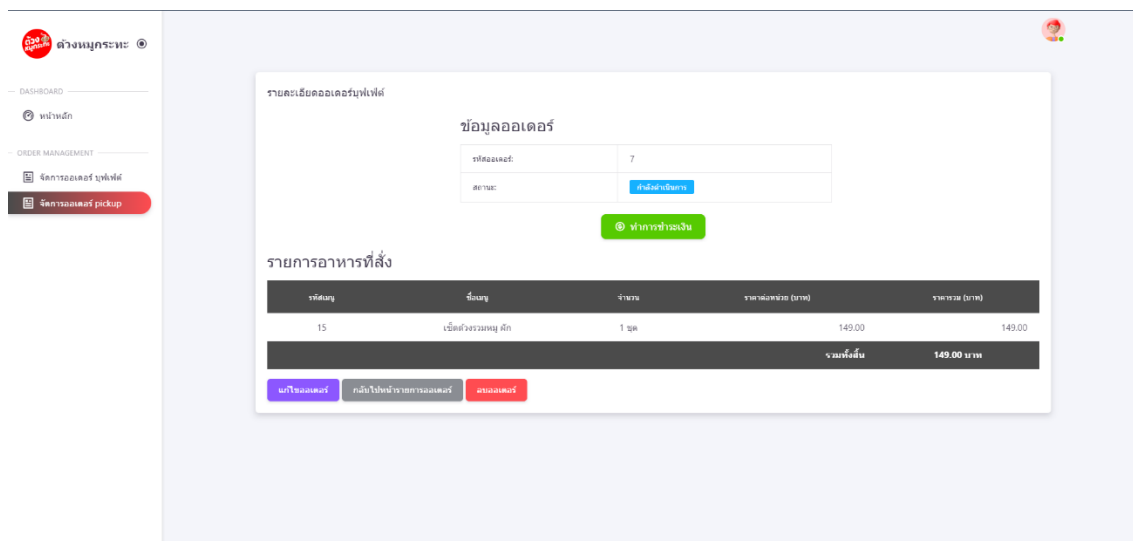 ด้วง
หมูกระทะ
ด้วงหมูกระทะ
DASHBOARD
หน้าหลัก
ORDER MANAGEMENT
จัดการออเดอร์ บุฟเฟ่ต์
จัดการออเดอร์ pickup
รายละเอียดออเดอร์บุฟเฟ่ต์
ข้อมูลออเดอร์
รหัสออเดอร์: 7
สถานะ: กำลังดำเนินการ
ทำการชำระเงิน
รายการอาหารที่สั่ง
รหัสเมนู ชื่อเมนู จำนวน ราคาต่อหน่วย (บาท) ราคารวม (บาท)
15 เซ็ตด้วงรวมหมู ผัก 1 ชุด 149.00 149.00
รวมทั้งสิ้น 149.00 บาท
แก้ไขออเดอร์ กลับไปหน้ารายการออเดอร์ ลบออเดอร์